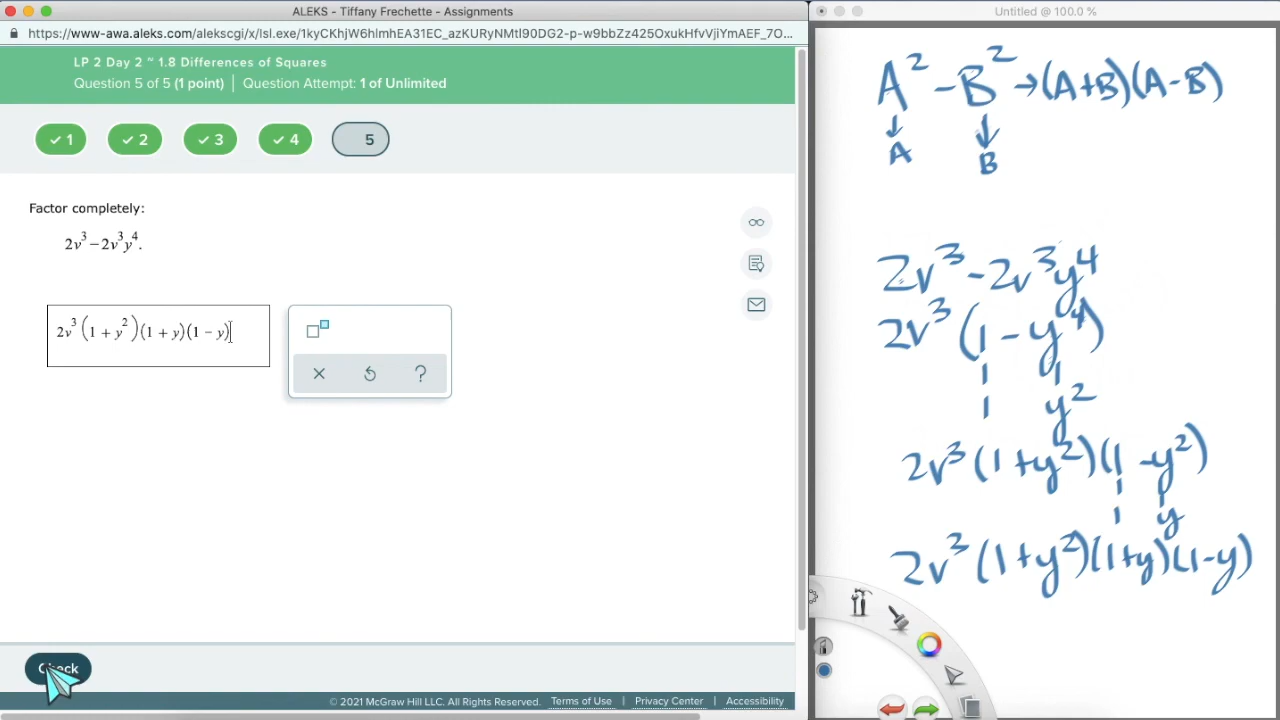 ALEKS - Tiffany Frechette - Assignments
https://www-awa.aleks.com/alekscgi/x/lsl.exe/1kyCKhjW6hlmhEA31EC_azKURyNMtl90DG2-p-w9bbZz425OxukHfvVjiYmAEF_7O...
LP 2 Day 2 ~ 1.8 Differences of Squares
Question 5 of 5 (1 point) | Question Attempt: 1 of Unlimited
✓ 1 ✓ 2 ✓ 3 ✓ 4 5
Factor completely:
2v³ − 2v³y⁴.
2v³(1 + y²)(1 + y)(1 − y)
?
Check
© 2021 McGraw Hill LLC. All Rights Reserved. Terms of Use | Privacy Center | Accessibility
Untitled @ 100.0 %
A² − B² → (A+B)(A−B)
↓ ↓
A B
2v³ − 2v³y⁴
2v³(1 − y⁴)
1 y²
2v³(1+y²)(1−y²)
1 y
2v³(1+y²)(1+y)(1−y)